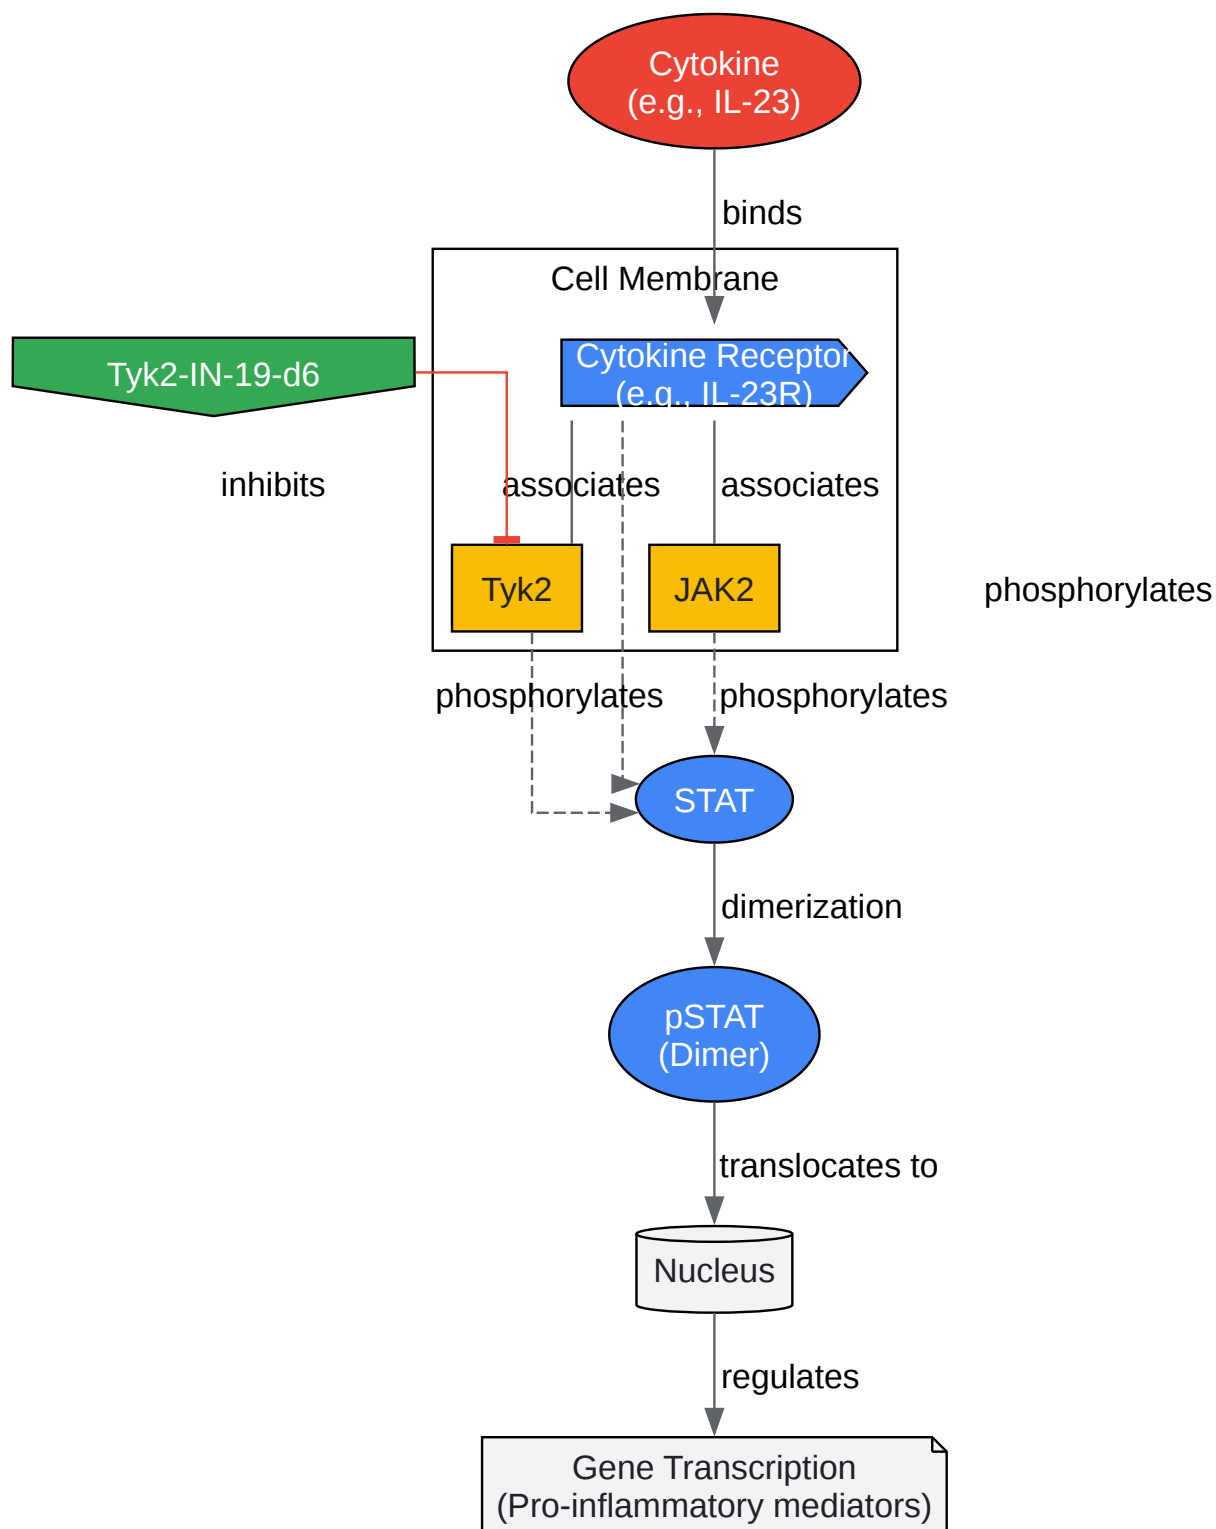 Cytokine
(e.g., IL-23)
binds
Cell Membrane
Cytokine Receptor
(e.g., IL-23R)
Tyk2-IN-19-d6
inhibits
associates
associates
Tyk2
JAK2
phosphorylates
phosphorylates
phosphorylates
STAT
dimerization
pSTAT
(Dimer)
translocates to
Nucleus
regulates
Gene Transcription
(Pro-inflammatory mediators)